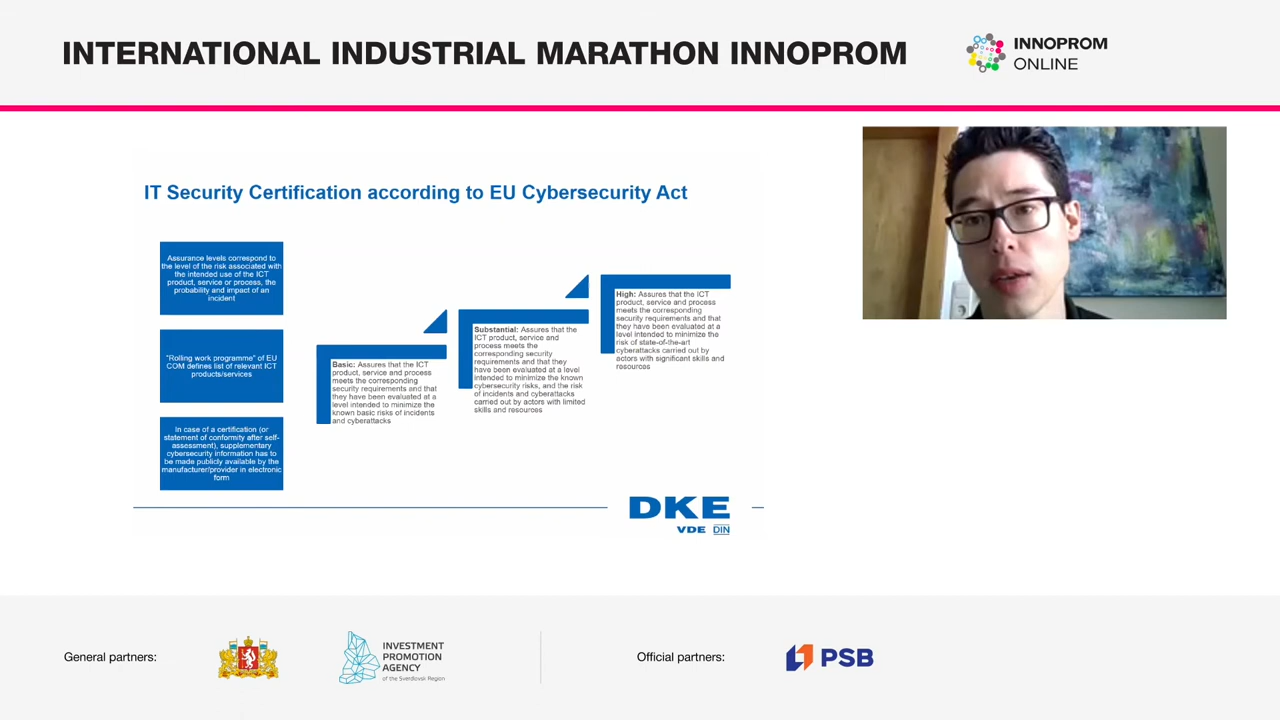 INTERNATIONAL INDUSTRIAL MARATHON INNOPROM
INNOPROM
ONLINE
IT Security Certification according to EU Cybersecurity Act
Assurance levels correspond to
the level of the risk associated with
the intended use of the ICT
product, service or process, the
probability and impact of an
incident
"Rolling work programme" of EU
COM defines list of relevant ICT
products/services
In case of a certification (or
statement of conformity after self-
assessment), supplementary
cybersecurity information has to
be made publicly available by the
manufacturer/provider in electronic
form
Basic: Assures that the ICT
product, service and process
meets the corresponding
security requirements and that
they have been evaluated at a
level intended to minimize the
known basic risks of incidents
and cyberattacks
Substantial: Assures that the
ICT product, service and
process meets the
corresponding security
requirements and that they
have been evaluated at a level
intended to minimize the known
cybersecurity risks, and the risk
of incidents and cyberattacks
carried out by actors with limited
skills and resources
High: Assures that the ICT
product, service and process
meets the corresponding
security requirements and that
they have been evaluated at a
level intended to minimize the
risk of state-of-the-art
cyberattacks carried out by
actors with significant skills and
resources
DKE
VDE DIN
General partners:
INVESTMENT
PROMOTION
AGENCY
of the Sverdlovsk Region
Official partners:
PSB